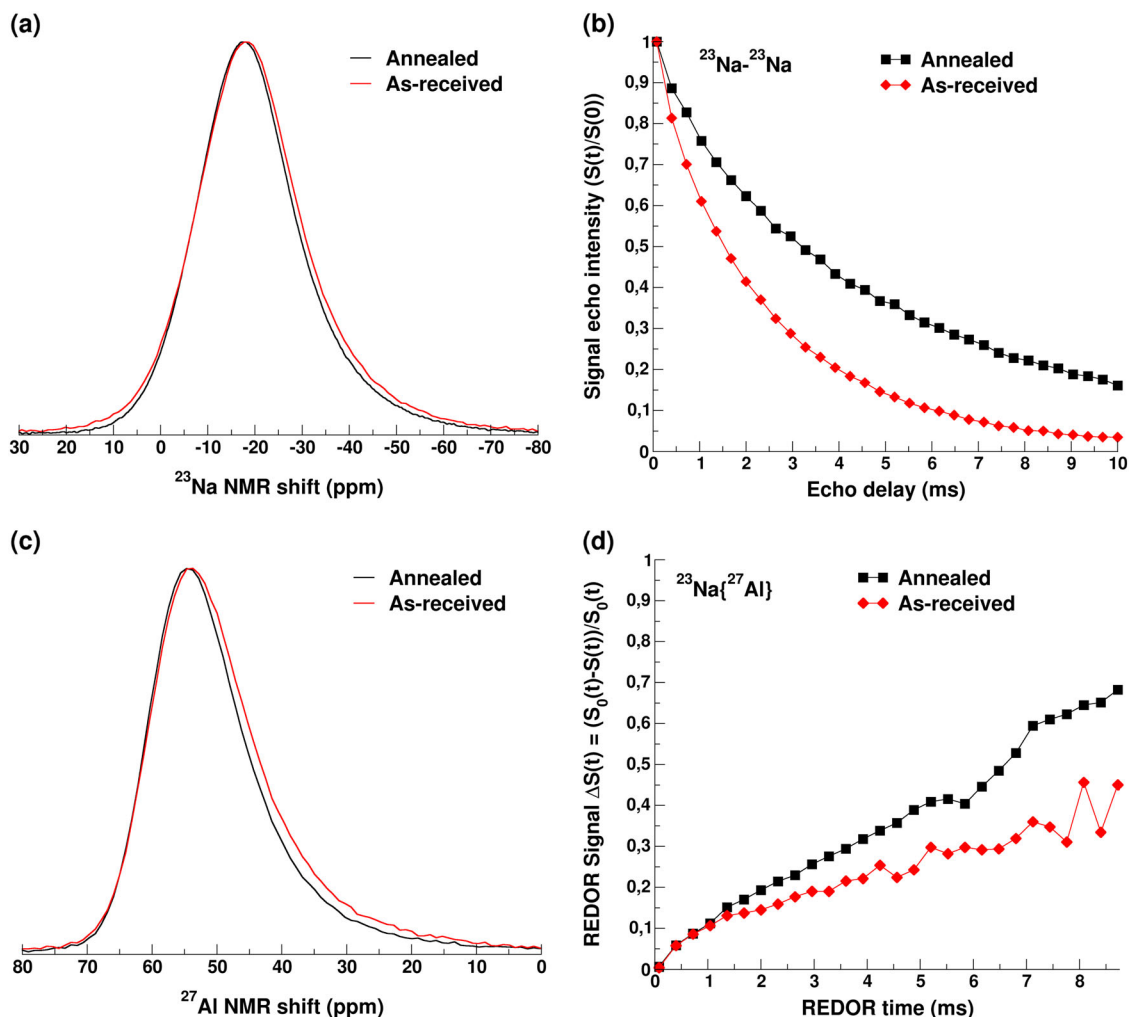 (a)
Annealed
As-received
30 20 10 0 -10 -20 -30 -40 -50 -60 -70 -80
²³Na NMR shift (ppm)
(b)
²³Na-²³Na
Annealed
As-received
Signal echo intensity (S(t)/S(0))
1
0,9
0,8
0,7
0,6
0,5
0,4
0,3
0,2
0,1
0
0 1 2 3 4 5 6 7 8 9 10
Echo delay (ms)
(c)
Annealed
As-received
80 70 60 50 40 30 20 10 0
²⁷Al NMR shift (ppm)
(d)
²³Na{²⁷Al}
Annealed
As-received
REDOR Signal ΔS(t) = (S₀(t)-S(t))/S₀(t)
1
0,9
0,8
0,7
0,6
0,5
0,4
0,3
0,2
0,1
0
0 1 2 3 4 5 6 7 8
REDOR time (ms)